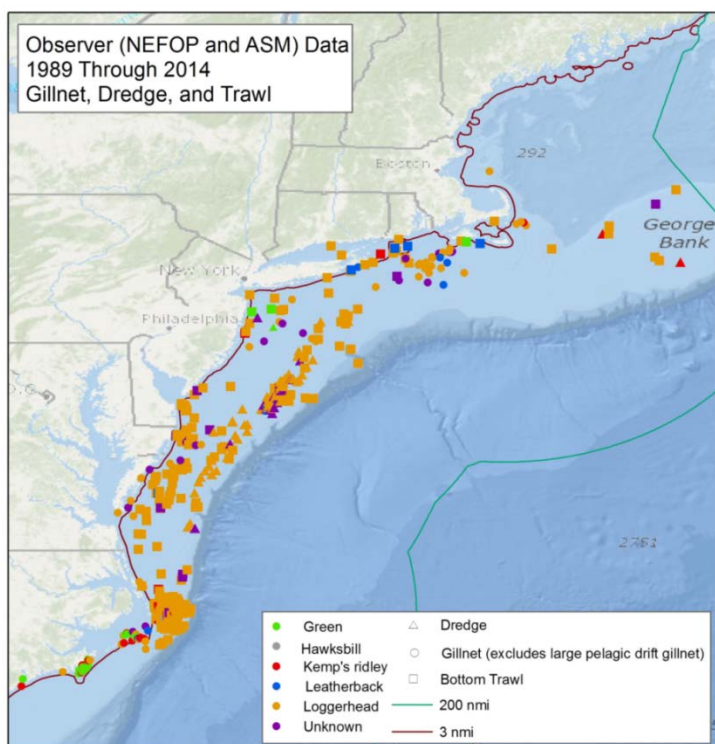 Observer (NEFOP and ASM) Data
1989 Through 2014
Gillnet, Dredge, and Trawl
Boston
292
George
Bank
New York
Philadelphia
2761
Green
Hawksbill
Kemp's ridley
Leatherback
Loggerhead
Unknown
Dredge
Gillnet (excludes large pelagic drift gillnet)
Bottom Trawl
200 nmi
3 nmi